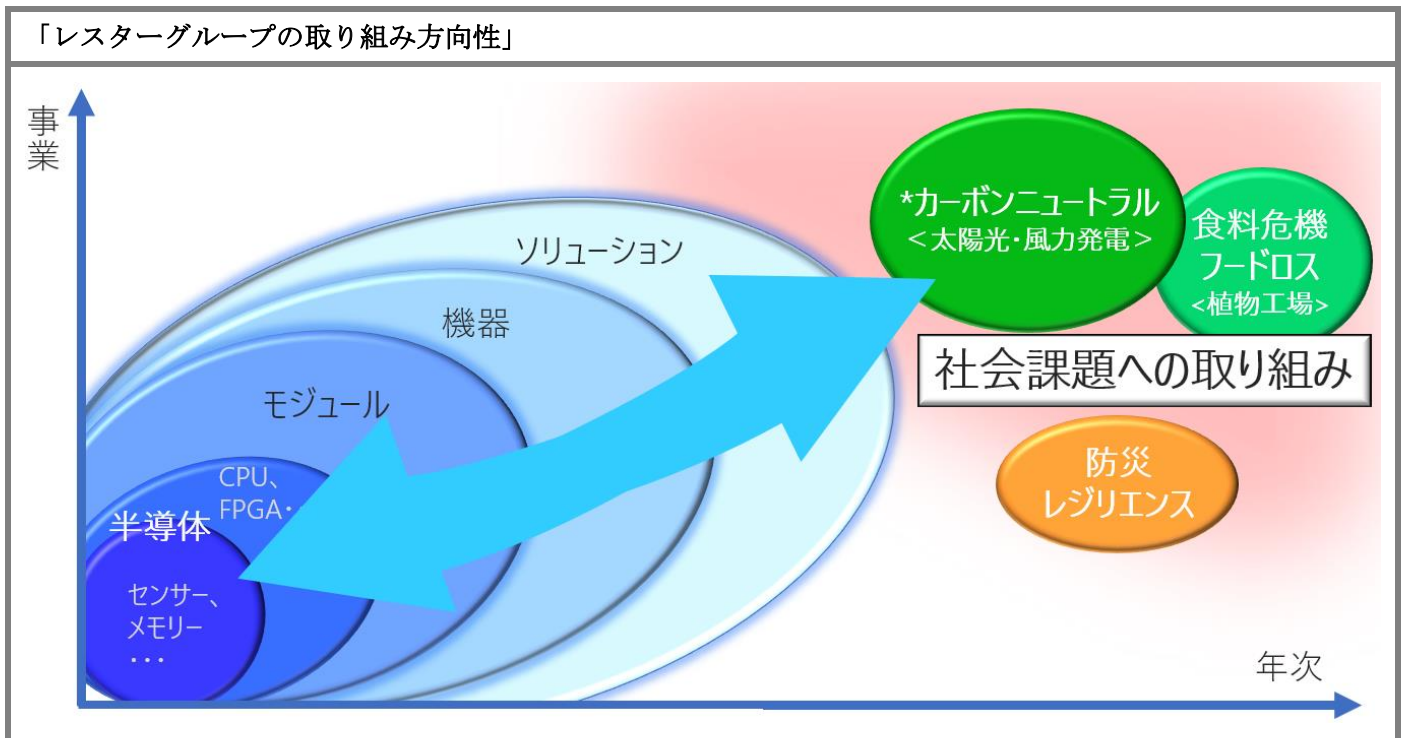 「レスターグループの取り組み方向性」
事
業
ソリューション
機器
モジュール
CPU、
FPGA・
半導体
センサー、
メモリー
・・・
*カーボンニュートラル
＜太陽光・風力発電＞
食料危機
フードロス
<植物工場>
社会課題への取り組み
防災
レジリエンス
年次